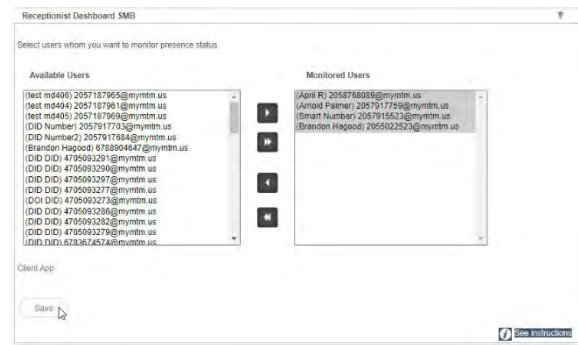 Receptionist Dashboard SMB
Select users whom you want to monitor presence status.
Available Users
(test md406) 2057187965@mymtm.us
(test md404) 2057187961@mymtm.us
(test md405) 2057187969@mymtm.us
(DID Number) 2057917703@mymtm.us
(DID Number2) 2057917684@mymtm.us
(Brandon Hagood) 6788904647@mymtm.us
(DID DID) 4705093291@mymtm.us
(DID DID) 4705093290@mymtm.us
(DID DID) 4705093297@mymtm.us
(DID DID) 4705093277@mymtm.us
(DOI DID) 4705093273@mymtm.us
(DID DID) 4705093286@mymtm.us
(DID DID) 4705093282@mymtm.us
(DID DID) 4705093279@mymtm.us
(DID DID) 6783674574@mymtm.us
Monitored Users
(April R) 2058768089@mymtm.us
(Arnold Palmer) 2057917759@mymtm.us
(Smart Number) 2057915523@mymtm.us
(Brandon Hagood) 2055022523@mymtm.us
Client App
Save
See instructions